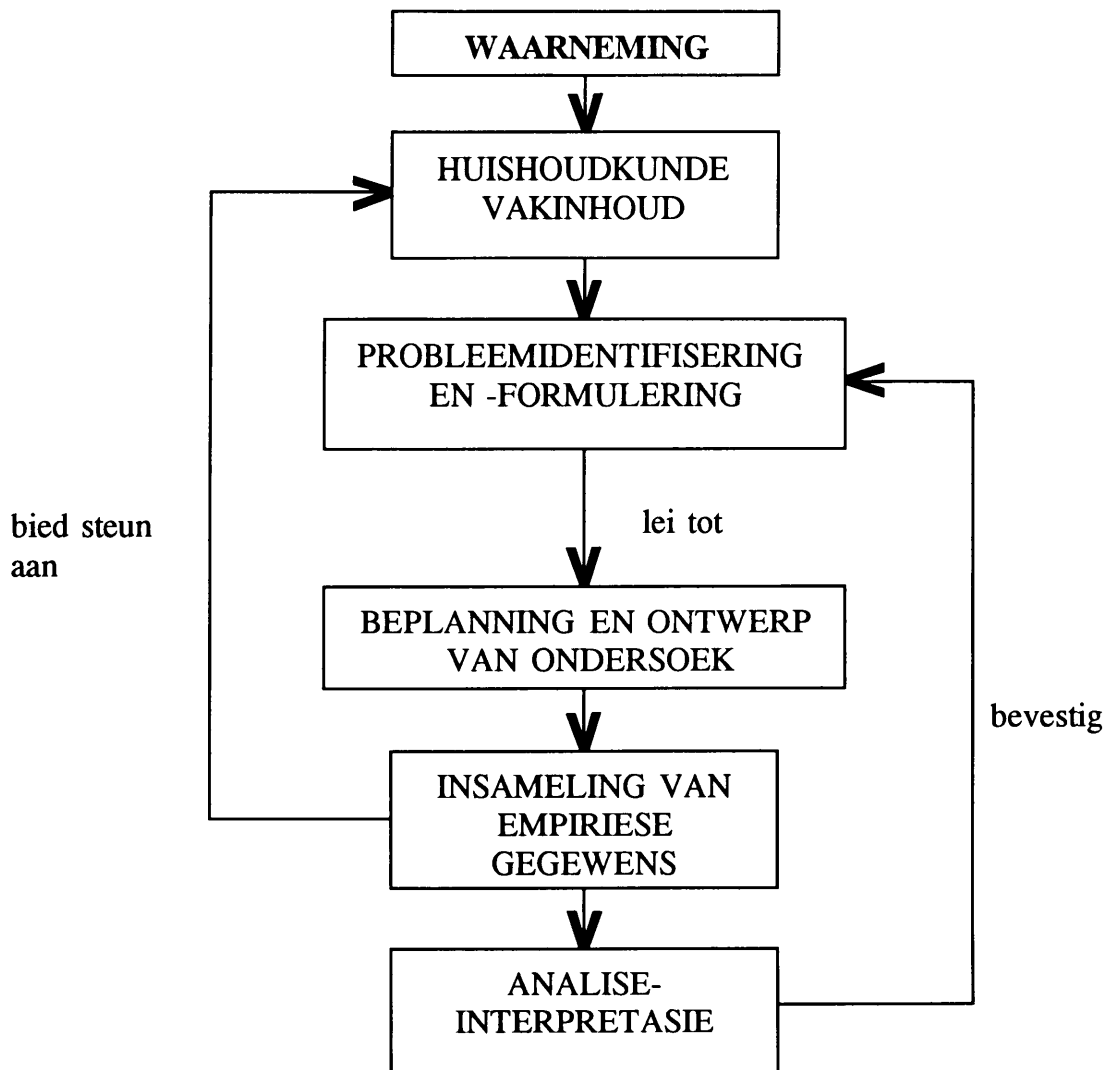 WAARNEMING
HUISHOUDKUNDE
VAKINHOUD
PROBLEEMIDENTIFISERING
EN -FORMULERING
lei tot
bied steun
aan
BEPLANNING EN ONTWERP
VAN ONDERSOEK
bevestig
INSAMELING VAN
EMPIRIESE
GEGEWENS
ANALISE-
INTERPRETASIE